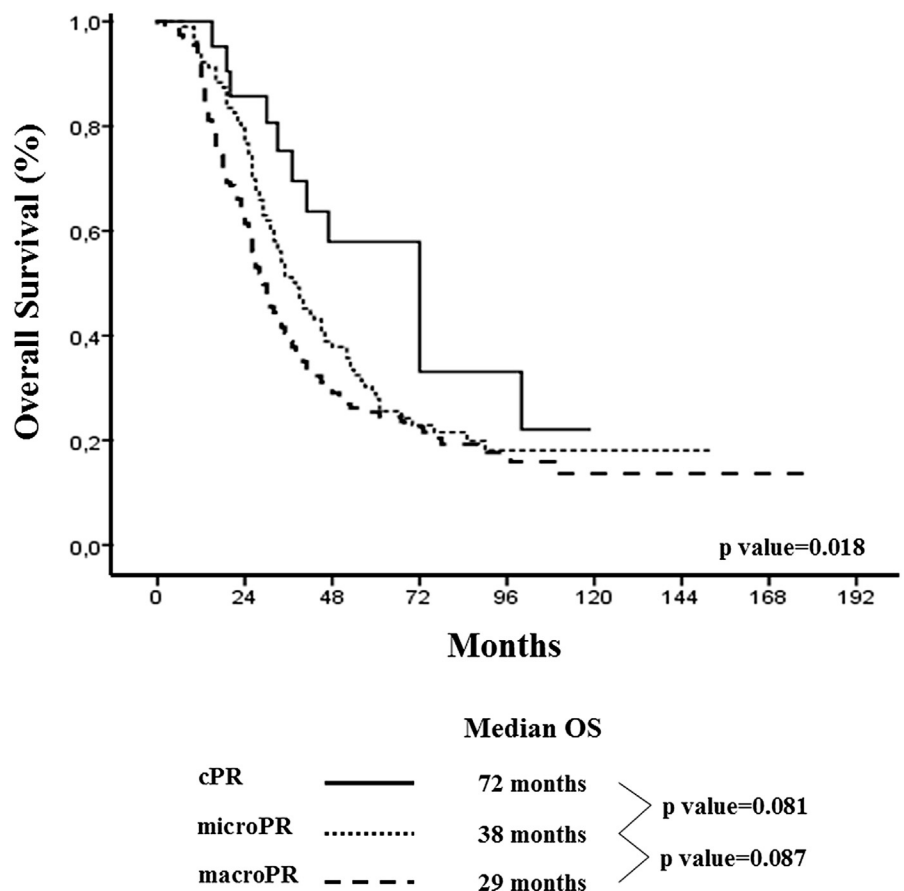 Overall Survival (%)
1,0
0,8
0,6
0,4
0,2
0,0
p value=0.018
0 24 48 72 96 120 144 168 192
Months
Median OS
cPR 72 months
p value=0.081
microPR 38 months
p value=0.087
macroPR 29 months